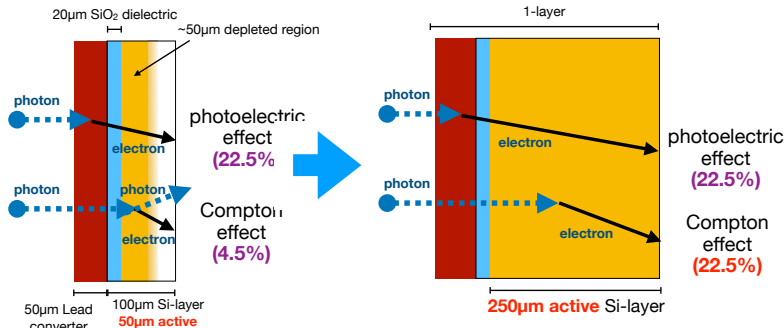 20μm SiO₂ dielectric
~50μm depleted region
photon
electron
photoelectric
effect
(22.5%
photon
photon
electron
Compton
effect
(4.5%)
50μm Lead
converter
100μm Si-layer
50μm active
1-layer
photon
electron
photoelectric
effect
(22.5%)
photon
electron
Compton
effect
(22.5%)
250μm active Si-layer